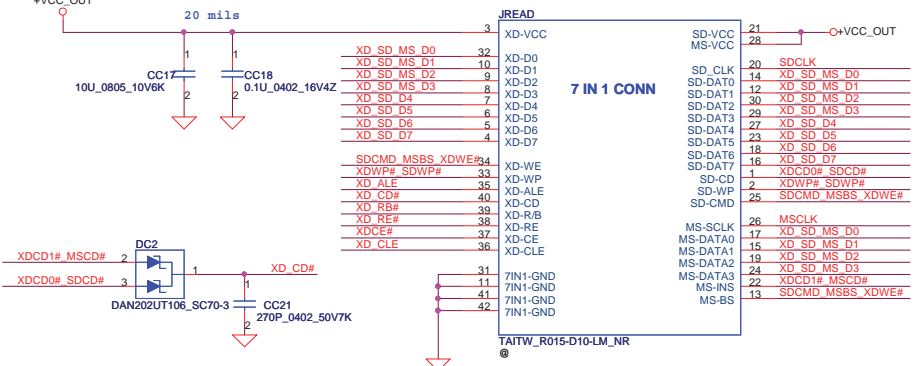 +VCC_OUT
20 mils
JREAD
3 XD-VCC
SD-VCC 21 +VCC_OUT
MS-VCC 28
1
1
CC17
10U_0805_10V6K
2
CC18
0.1U_0402_16V4Z
2
7 IN 1 CONN
XD_SD_MS_D0 32 XD-D0
XD_SD_MS_D1 10 XD-D1
XD_SD_MS_D2 9 XD-D2
XD_SD_MS_D3 8 XD-D3
XD_SD_D4 7 XD-D4
XD_SD_D5 6 XD-D5
XD_SD_D6 5 XD-D6
XD_SD_D7 4 XD-D7
SDCMD_MSBS_XDWE# 34 XD-WE
XDWP#_SDWP# 33 XD-WP
XD_ALE 35 XD-ALE
XD_CD# 40 XD-CD
XD_RB# 39 XD-R/B
XD_RE# 38 XD-RE
XDCE# 37 XD-CE
XD_CLE 36 XD-CLE
31 7IN1-GND
11 7IN1-GND
41 7IN1-GND
42 7IN1-GND
SD_CLK 20 SDCLK
SD-DAT0 14 XD_SD_MS_D0
SD-DAT1 12 XD_SD_MS_D1
SD-DAT2 30 XD_SD_MS_D2
SD-DAT3 29 XD_SD_MS_D3
SD-DAT4 27 XD_SD_D4
SD-DAT5 23 XD_SD_D5
SD-DAT6 18 XD_SD_D6
SD-DAT7 16 XD_SD_D7
SD-CD 1 XDCD0#_SDCD#
SD-WP 2 XDWP#_SDWP#
SD-CMD 25 SDCMD_MSBS_XDWE#
MS-SCLK 26 MSCLK
MS-DATA0 17 XD_SD_MS_D0
MS-DATA1 15 XD_SD_MS_D1
MS-DATA2 19 XD_SD_MS_D2
MS-DATA3 24 XD_SD_MS_D3
MS-INS 22 XDCD1#_MSCD#
MS-BS 13 SDCMD_MSBS_XDWE#
TAITW_R015-D10-LM_NR
@
DC2
XDCD1#_MSCD# 2
1 XD_CD#
XDCD0#_SDCD# 3
DAN202UT106_SC70-3
1
CC21
270P_0402_50V7K
2